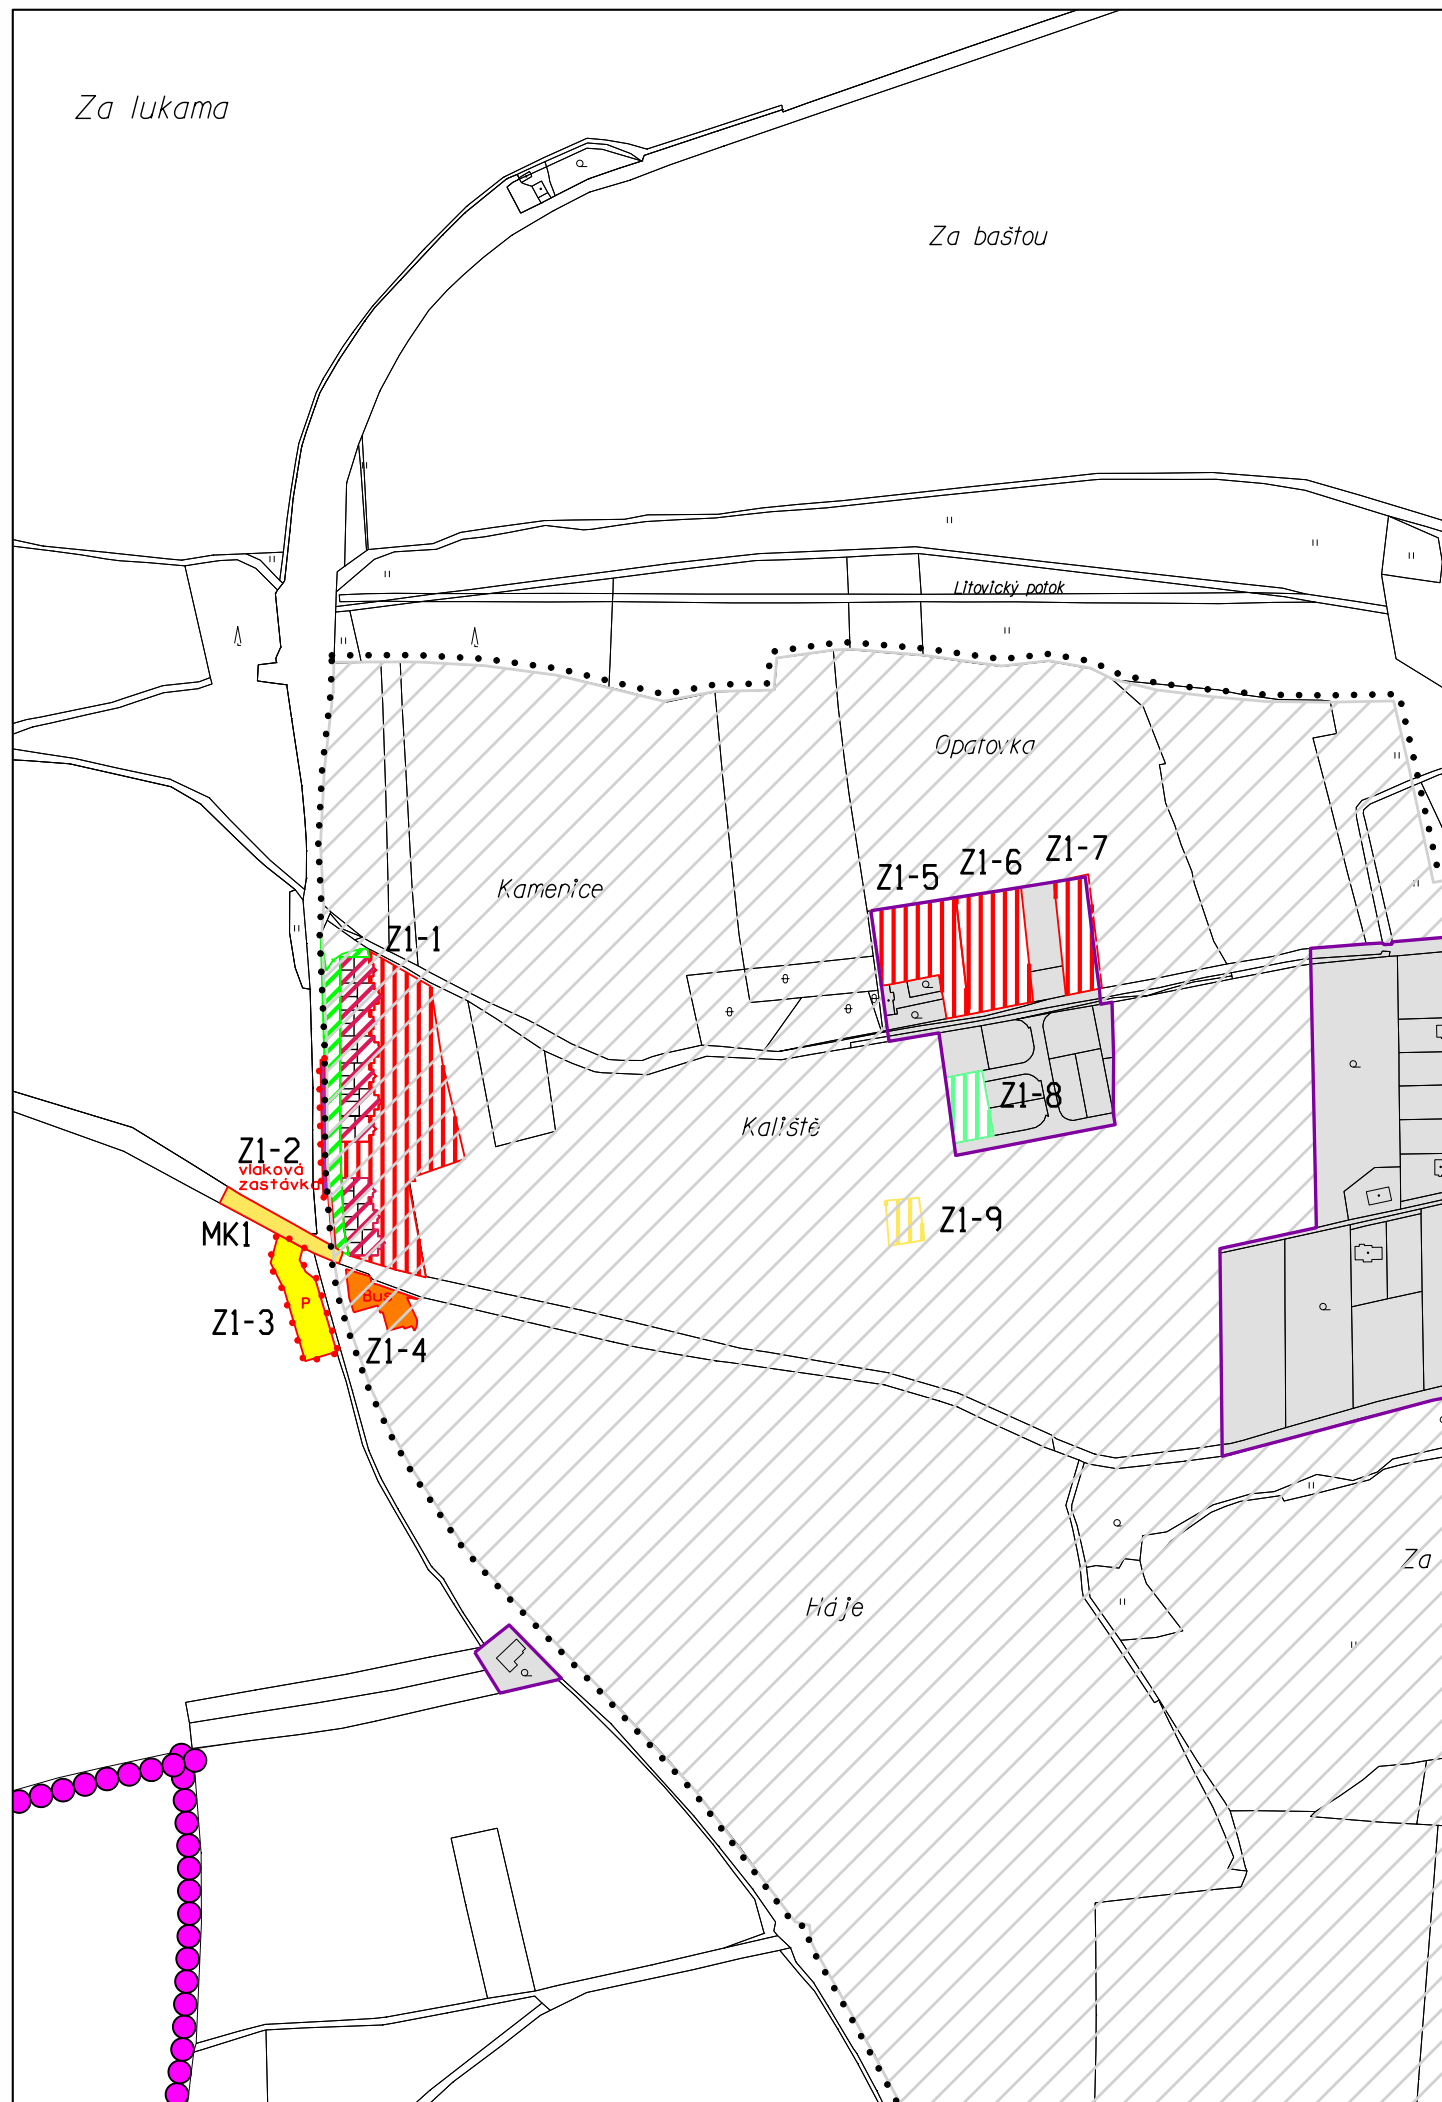 Za lukama
Za baštou
Litovický potok
Opatovka
Z1-7
Z1-6
Z1-5
Kamenice
Z1-1
Z1-8
Kaliště
Z1-2
vlaková
zastávka
Z1-9
MK1
Bus
P
Z1-3
Z1-4
Za
Háje